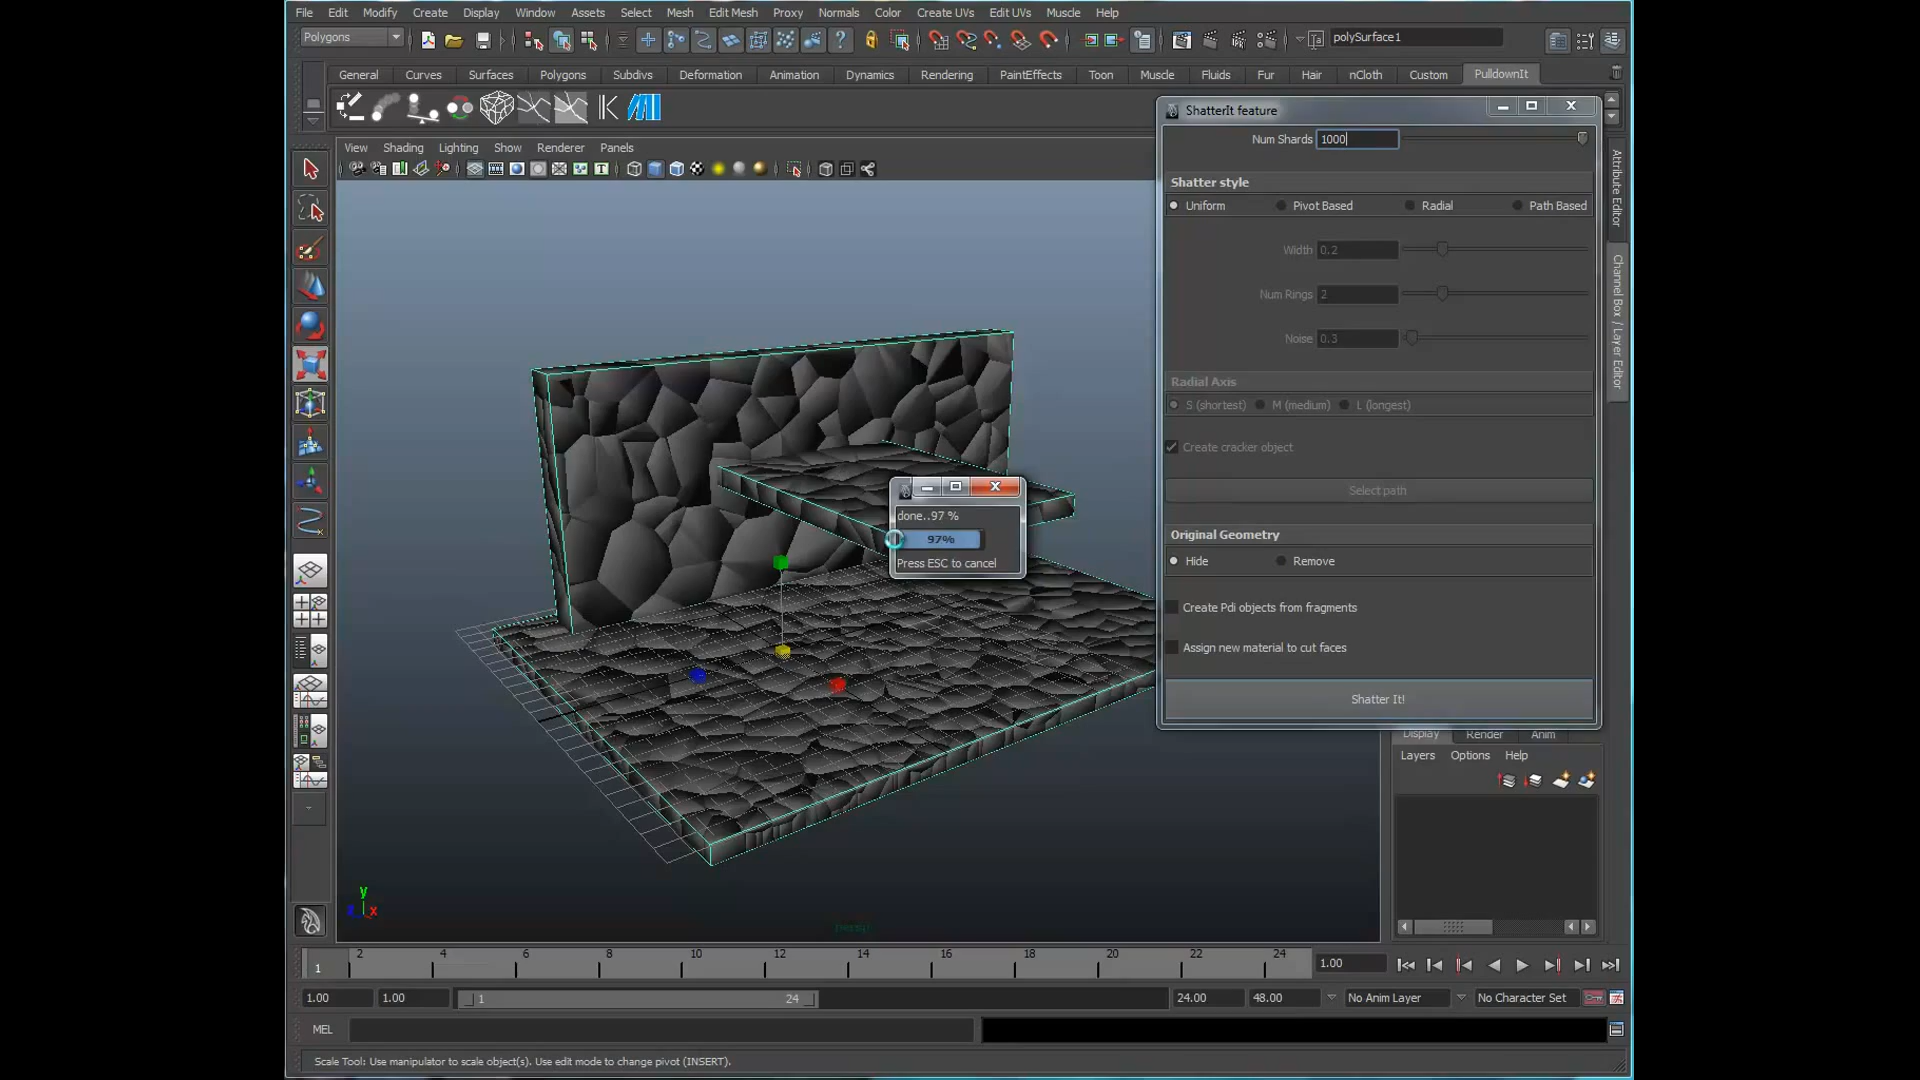 File Edit Modify Create Display Window Assets Select Mesh Edit Mesh Proxy Normals Color Create UVs Edit UVs Muscle Help
Polygons
polySurface1
General Curves Surfaces Polygons Subdivs Deformation Animation Dynamics Rendering PaintEffects Toon Muscle Fluids Fur Hair nCloth Custom PulldownIt
View Shading Lighting Show Renderer Panels
ShatterIt feature
Num Shards 1000
Shatter style
Uniform Pivot Based Radial Path Based
Width 0.2
Num Rings 2
Noise 0.3
Radial Axis
S (shortest) M (medium) L (longest)
Create cracker object
Select path
Original Geometry
Hide Remove
Create Pdi objects from fragments
Assign new material to cut faces
Shatter It!
Attribute Editor
Channel Box / Layer Editor
done..97 %
97%
Press ESC to cancel
Display Render Anim
Layers Options Help
y
x
persp
1 2 4 6 8 10 12 14 16 18 20 22 24 1.00
1.00 1.00 1 24 24.00 48.00 No Anim Layer No Character Set
MEL
Scale Tool: Use manipulator to scale object(s). Use edit mode to change pivot (INSERT).